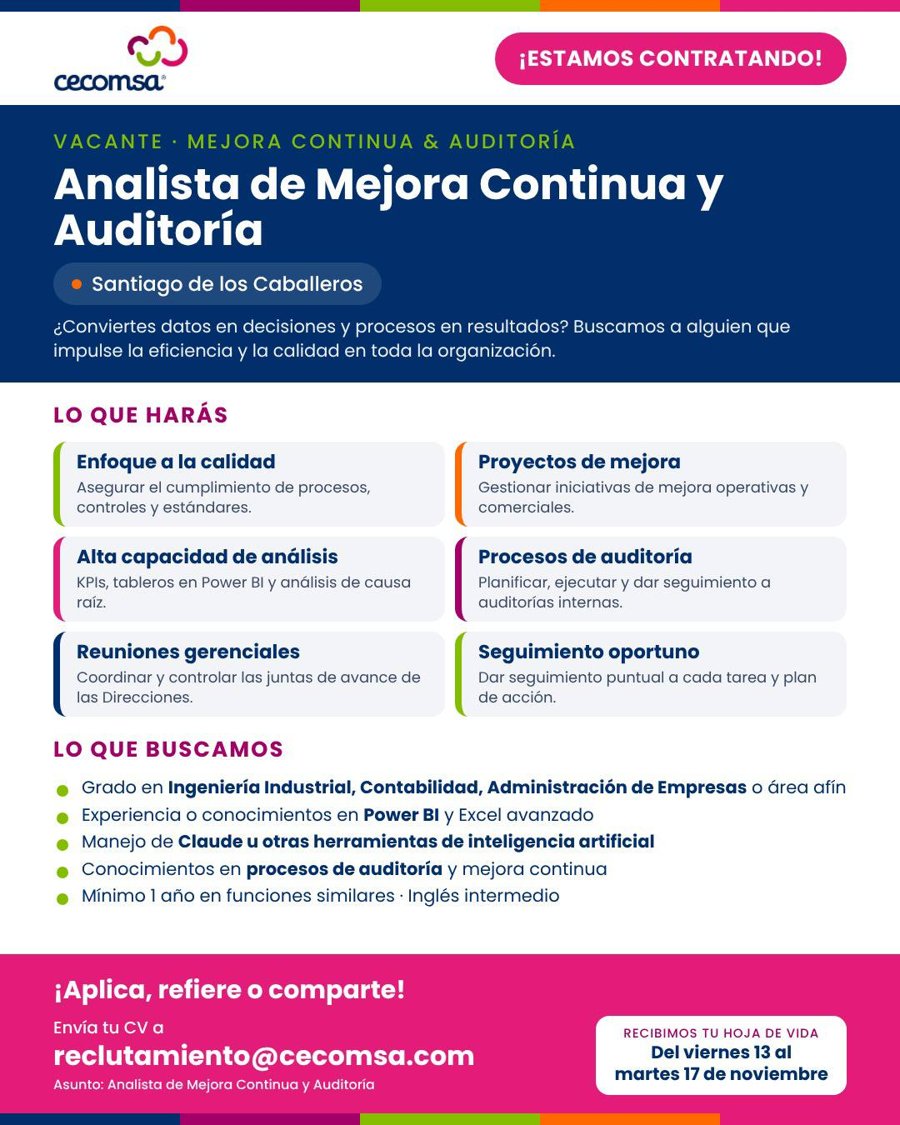 cecomsa®
¡ESTAMOS CONTRATANDO!
VACANTE · MEJORA CONTINUA & AUDITORÍA
Analista de Mejora Continua y
Auditoría
Santiago de los Caballeros
¿Conviertes datos en decisiones y procesos en resultados? Buscamos a alguien que
impulse la eficiencia y la calidad en toda la organización.
LO QUE HARÁS
Enfoque a la calidad
Asegurar el cumplimiento de procesos,
controles y estándares.
Proyectos de mejora
Gestionar iniciativas de mejora operativas y
comerciales.
Alta capacidad de análisis
KPIs, tableros en Power BI y análisis de causa
raíz.
Procesos de auditoría
Planificar, ejecutar y dar seguimiento a
auditorías internas.
Reuniones gerenciales
Coordinar y controlar las juntas de avance de
las Direcciones.
Seguimiento oportuno
Dar seguimiento puntual a cada tarea y plan
de acción.
LO QUE BUSCAMOS
Grado en Ingeniería Industrial, Contabilidad, Administración de Empresas o área afín
Experiencia o conocimientos en Power BI y Excel avanzado
Manejo de Claude u otras herramientas de inteligencia artificial
Conocimientos en procesos de auditoría y mejora continua
Mínimo 1 año en funciones similares · Inglés intermedio
¡Aplica, refiere o comparte!
Envía tu CV a
reclutamiento@cecomsa.com
Asunto: Analista de Mejora Continua y Auditoría
RECIBIMOS TU HOJA DE VIDA
Del viernes 13 al
martes 17 de noviembre